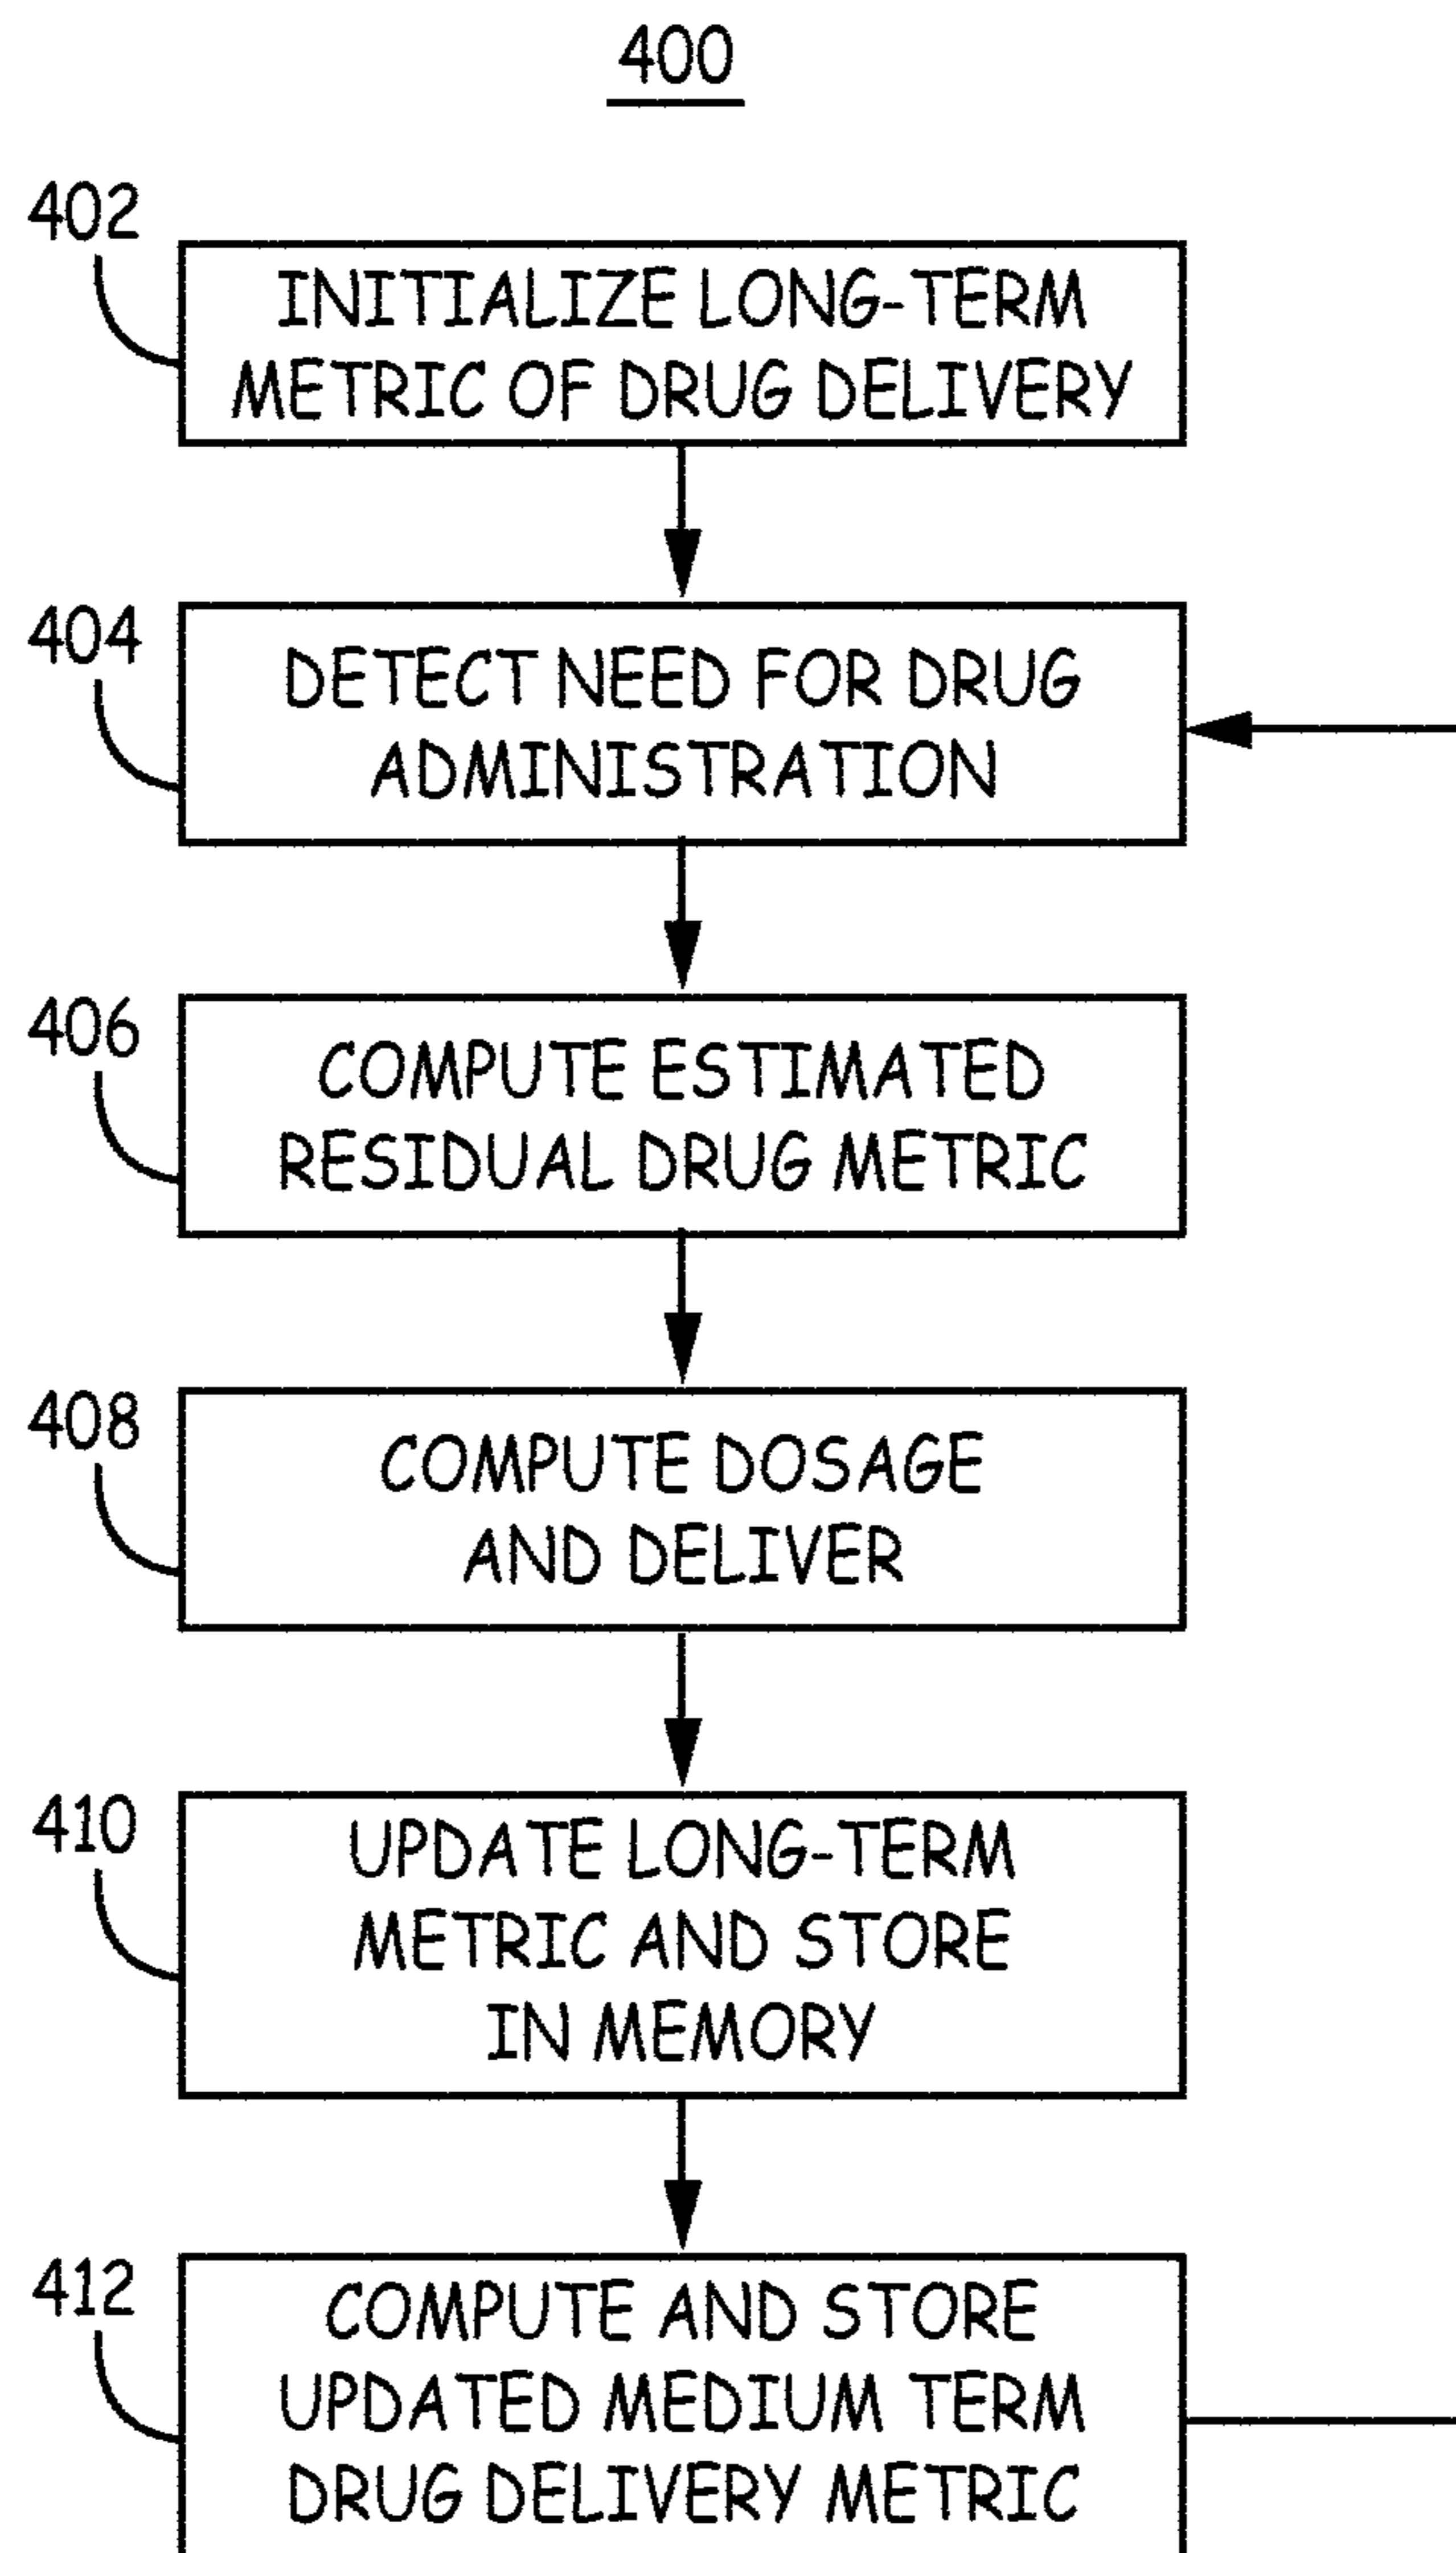 400
402
INITIALIZE LONG-TERM
METRIC OF DRUG DELIVERY
404
DETECT NEED FOR DRUG
ADMINISTRATION
406
COMPUTE ESTIMATED
RESIDUAL DRUG METRIC
408
COMPUTE DOSAGE
AND DELIVER
410
UPDATE LONG-TERM
METRIC AND STORE
IN MEMORY
412
COMPUTE AND STORE
UPDATED MEDIUM TERM
DRUG DELIVERY METRIC